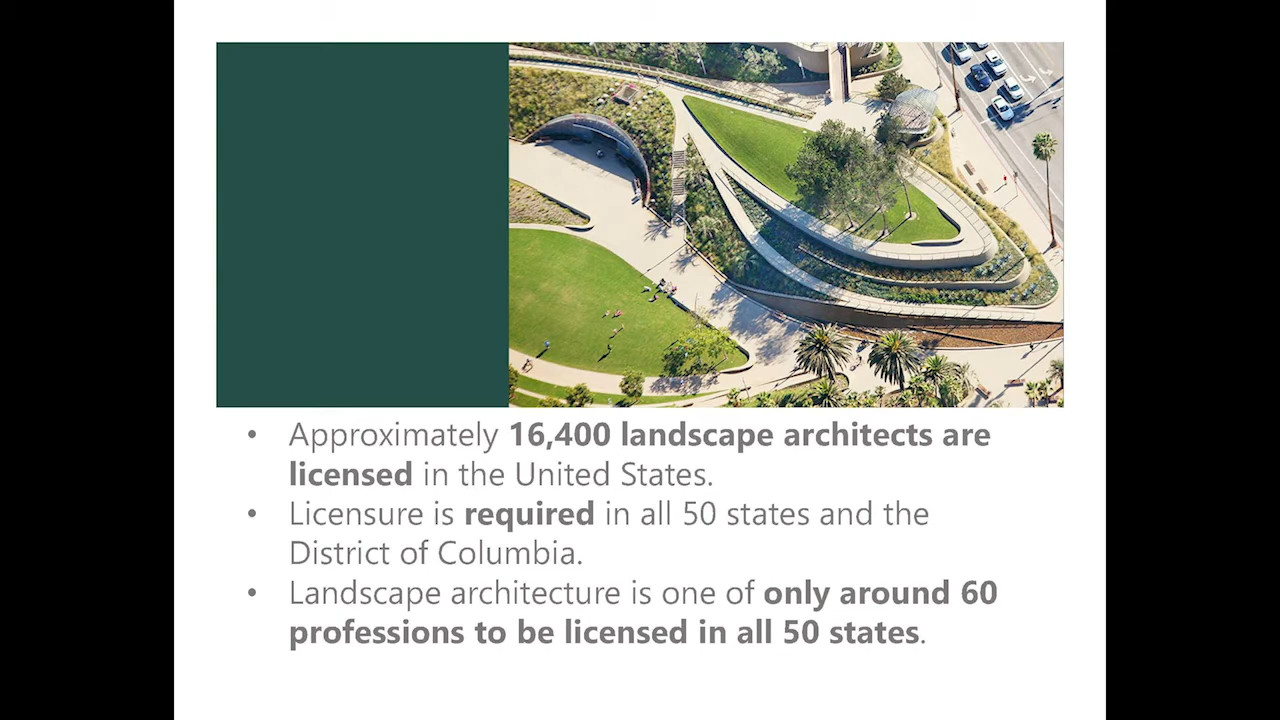 • Approximately 16,400 landscape architects are
licensed in the United States.
• Licensure is required in all 50 states and the
District of Columbia.
• Landscape architecture is one of only around 60
professions to be licensed in all 50 states.